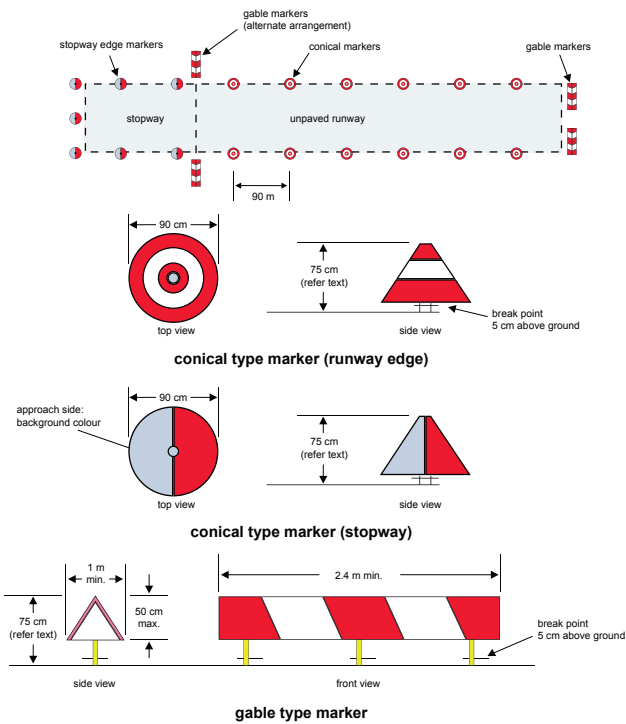 gable markers
(alternate arrangement)
stopway edge markers
conical markers
gable markers
stopway
unpaved runway
90 m
90 cm
75 cm
(refer text)
break point
5 cm above ground
top view
side view
conical type marker (runway edge)
90 cm
approach side:
background colour
75 cm
(refer text)
top view
side view
conical type marker (stopway)
1 m
min.
2.4 m min.
75 cm
(refer text)
50 cm
max.
break point
5 cm above ground
side view
front view
gable type marker